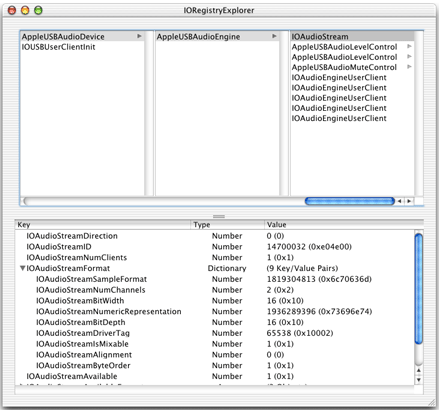 IORegistryExplorer
AppleUSBAudioDevice AppleUSBAudioEngine IOAudioStream
IOUSBUserClientInit AppleUSBAudioLevelControl
AppleUSBAudioLevelControl
AppleUSBAudioMuteControl
IOAudioEngineUserClient
IOAudioEngineUserClient
IOAudioEngineUserClient
IOAudioEngineUserClient
IOAudioEngineUserClient
Key Type Value
IOAudioStreamDirection Number 0 (0)
IOAudioStreamID Number 14700032 (0xe04e00)
IOAudioStreamNumClients Number 1 (0x1)
IOAudioStreamFormat Dictionary (9 Key/Value Pairs)
IOAudioStreamSampleFormat Number 1819304813 (0x6c70636d)
IOAudioStreamNumChannels Number 2 (0x2)
IOAudioStreamBitWidth Number 16 (0x10)
IOAudioStreamNumericRepresentation Number 1936289396 (0x73696e74)
IOAudioStreamBitDepth Number 16 (0x10)
IOAudioStreamDriverTag Number 65538 (0x10002)
IOAudioStreamIsMixable Number 1 (0x1)
IOAudioStreamAlignment Number 0 (0)
IOAudioStreamByteOrder Number 1 (0x1)
IOAudioStreamAvailable Number 1 (0x1)